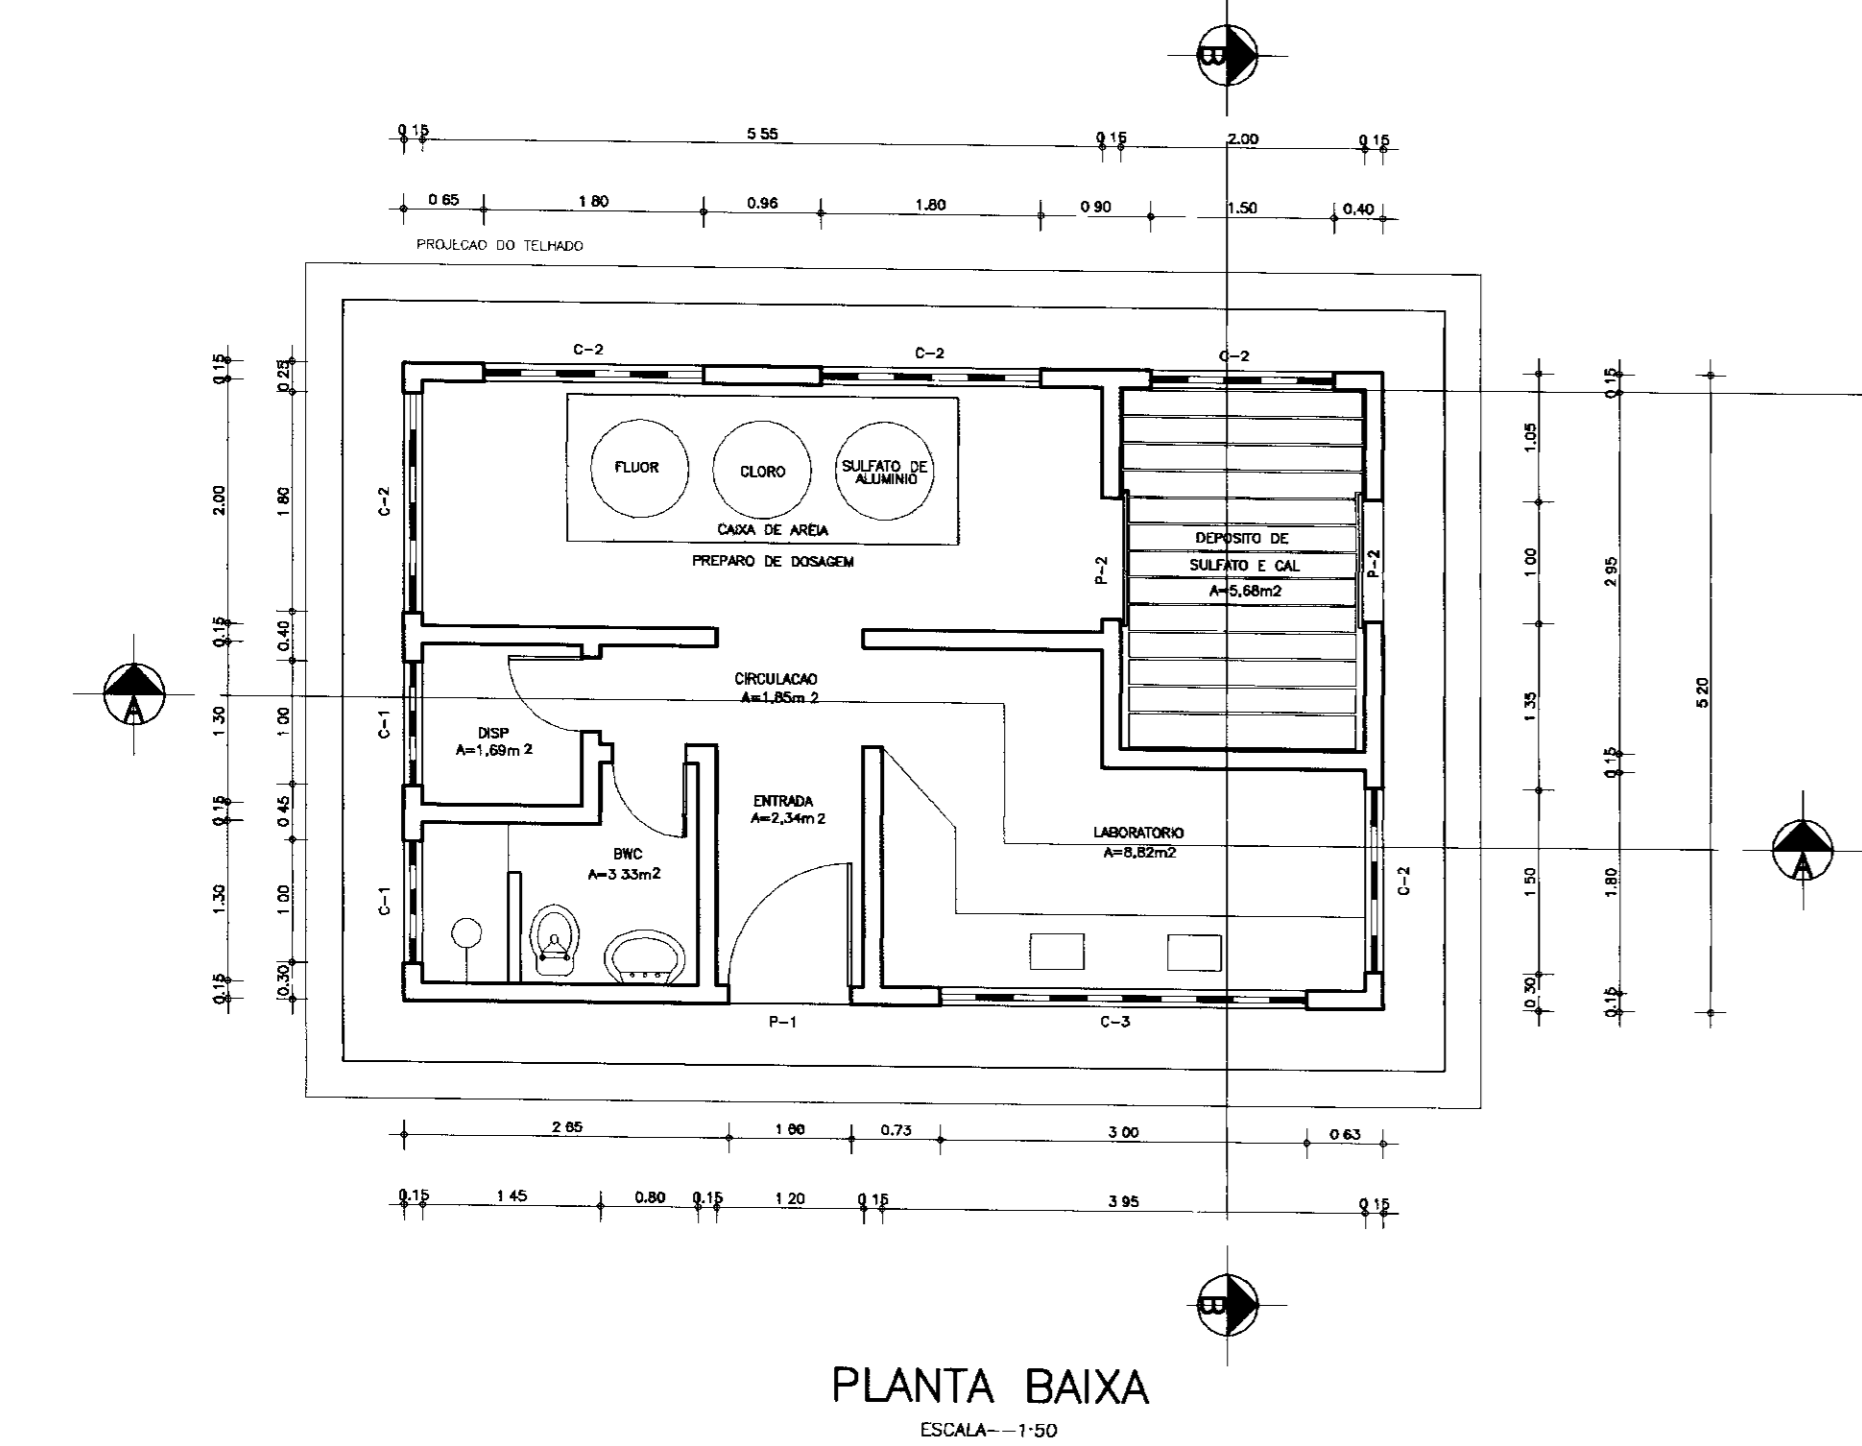 B
0 15 5 55 0 15 2.00 0 15
0 65 1 80 0.96 1.80 0 90 1.50 0.40
PROJECAO DO TELHADO
C-2 C-2 C-2
0.15 0 25 0.15
1.05
FLUOR CLORO SULFATO DE
ALUMINIO
2.00 1 80 C-2
CAIXA DE AREIA
PREPARO DE DOSAGEM
DEPOSITO DE
SULFATO E CAL
A=5,68m2
P-2 P-2 1 00 2 95
0.15 0.40
CIRCULACAO
A=1,85m 2
A
1 30 1 00 C-1
DISP
A=1,69m 2
1 35 5 20
0.15 0 45 0.15
ENTRADA
A=2,34m 2
LABORATORIO
A=8,82m2
A
BWC
A=3 33m2
1.30 1 00 C-1
C-2 1 50 1.80
0.15 0.30 0 30 0.15
P-1 C-3
2 65 0.73 3 00 0 63
0.15 1 45 0.80 0.15 1 20 0 15 3 95 0 15
B
PLANTA BAIXA
ESCALA--1:50